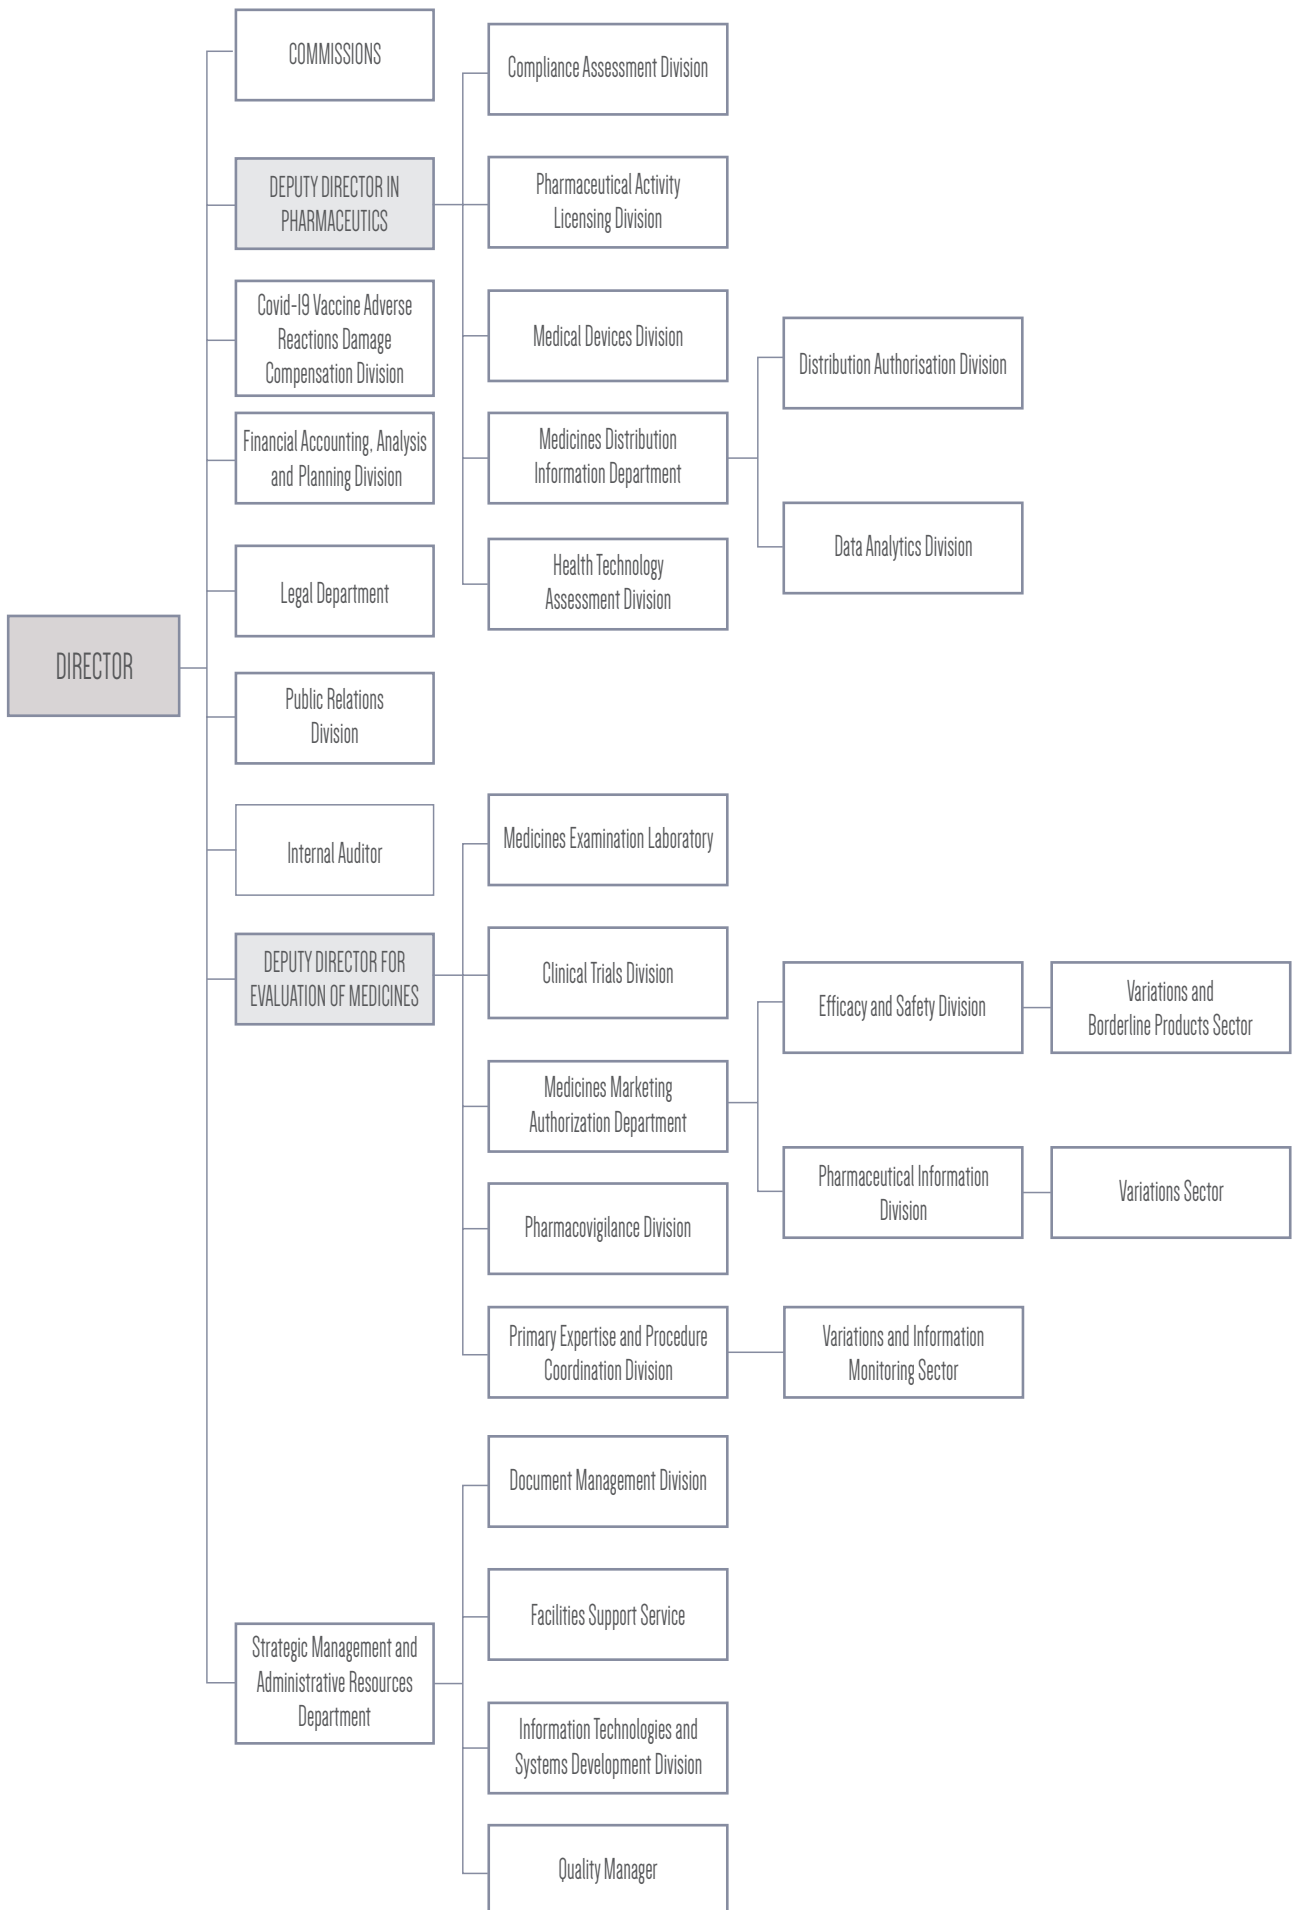 COMMISSIONS
Compliance Assessment Division
DEPUTY DIRECTOR IN
PHARMACEUTICS
Pharmaceutical Activity
Licensing Division
Covid-19 Vaccine Adverse
Reactions Damage
Compensation Division
Medical Devices Division
Distribution Authorisation Division
Financial Accounting, Analysis
and Planning Division
Medicines Distribution
Information Department
Data Analytics Division
Legal Department
Health Technology
Assessment Division
DIRECTOR
Public Relations
Division
Internal Auditor
Medicines Examination Laboratory
DEPUTY DIRECTOR FOR
EVALUATION OF MEDICINES
Clinical Trials Division
Efficacy and Safety Division
Variations and
Borderline Products Sector
Medicines Marketing
Authorization Department
Pharmaceutical Information
Division
Variations Sector
Pharmacovigilance Division
Primary Expertise and Procedure
Coordination Division
Variations and Information
Monitoring Sector
Document Management Division
Facilities Support Service
Strategic Management and
Administrative Resources
Department
Information Technologies and
Systems Development Division
Quality Manager